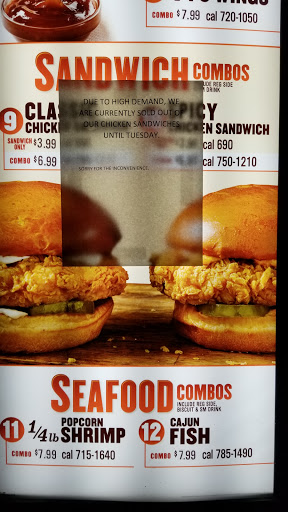 COMBO $7.99 cal 720-1050
SANDWICH COMBOS
INCLUDE REG SIDE
DRINK
9 CLA
CHICK
SANDWICH ONLY $3.99
COMBO $6.99
DUE TO HIGH DEMAND, WE
ARE CURRENTLY SOLD OUT OF
OUR CHICKEN SANDWICHES
UNTIL TUESDAY.
SORRY FOR THE INCONVENIENCE.
PICY
EN SANDWICH
cal 690
cal 750-1210
SEAFOOD COMBOS
INCLUDE REG SIDE,
BISCUIT & SM DRINK
11 1/4 lb POPCORN
SHRIMP
COMBO $7.99 cal 715-1640
12 CAJUN
FISH
COMBO $7.99 cal 785-1490